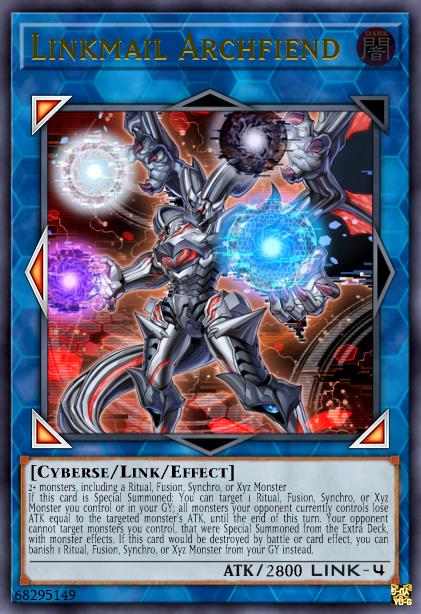 LINKMAIL ARCHFIEND
DARK
闇
[CYBERSE/LINK/EFFECT]
2+ monsters, including a Ritual, Fusion, Synchro, or Xyz Monster
If this card is Special Summoned: You can target 1 Ritual, Fusion, Synchro, or Xyz
Monster you control or in your GY; all monsters your opponent currently controls lose
ATK equal to the targeted monster's ATK, until the end of this turn. Your opponent
cannot target monsters you control, that were Special Summoned from the Extra Deck,
with monster effects. If this card would be destroyed by battle or card effect, you can
banish 1 Ritual, Fusion, Synchro, or Xyz Monster from your GY instead.
ATK/2800 LINK-4
68295149